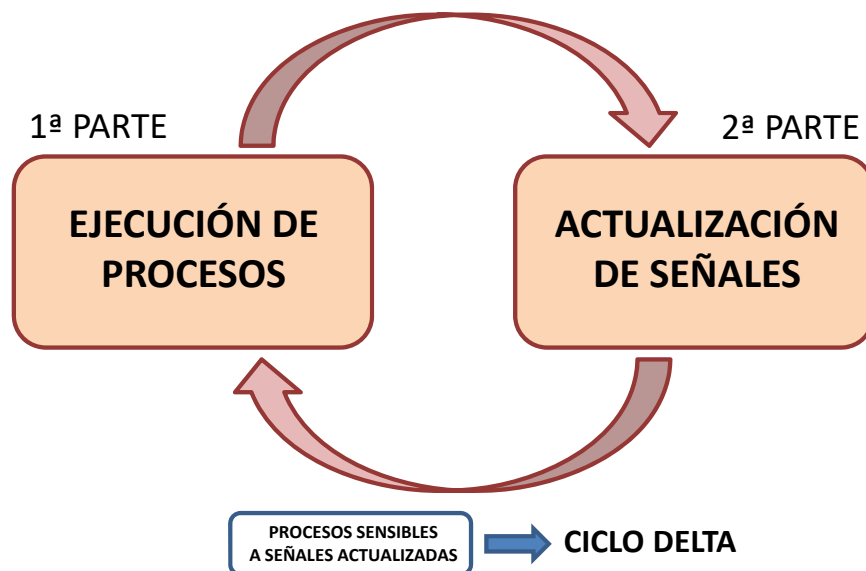 1ª PARTE
2ª PARTE
EJECUCIÓN DE
PROCESOS
ACTUALIZACIÓN
DE SEÑALES
PROCESOS SENSIBLES
A SEÑALES ACTUALIZADAS
CICLO DELTA